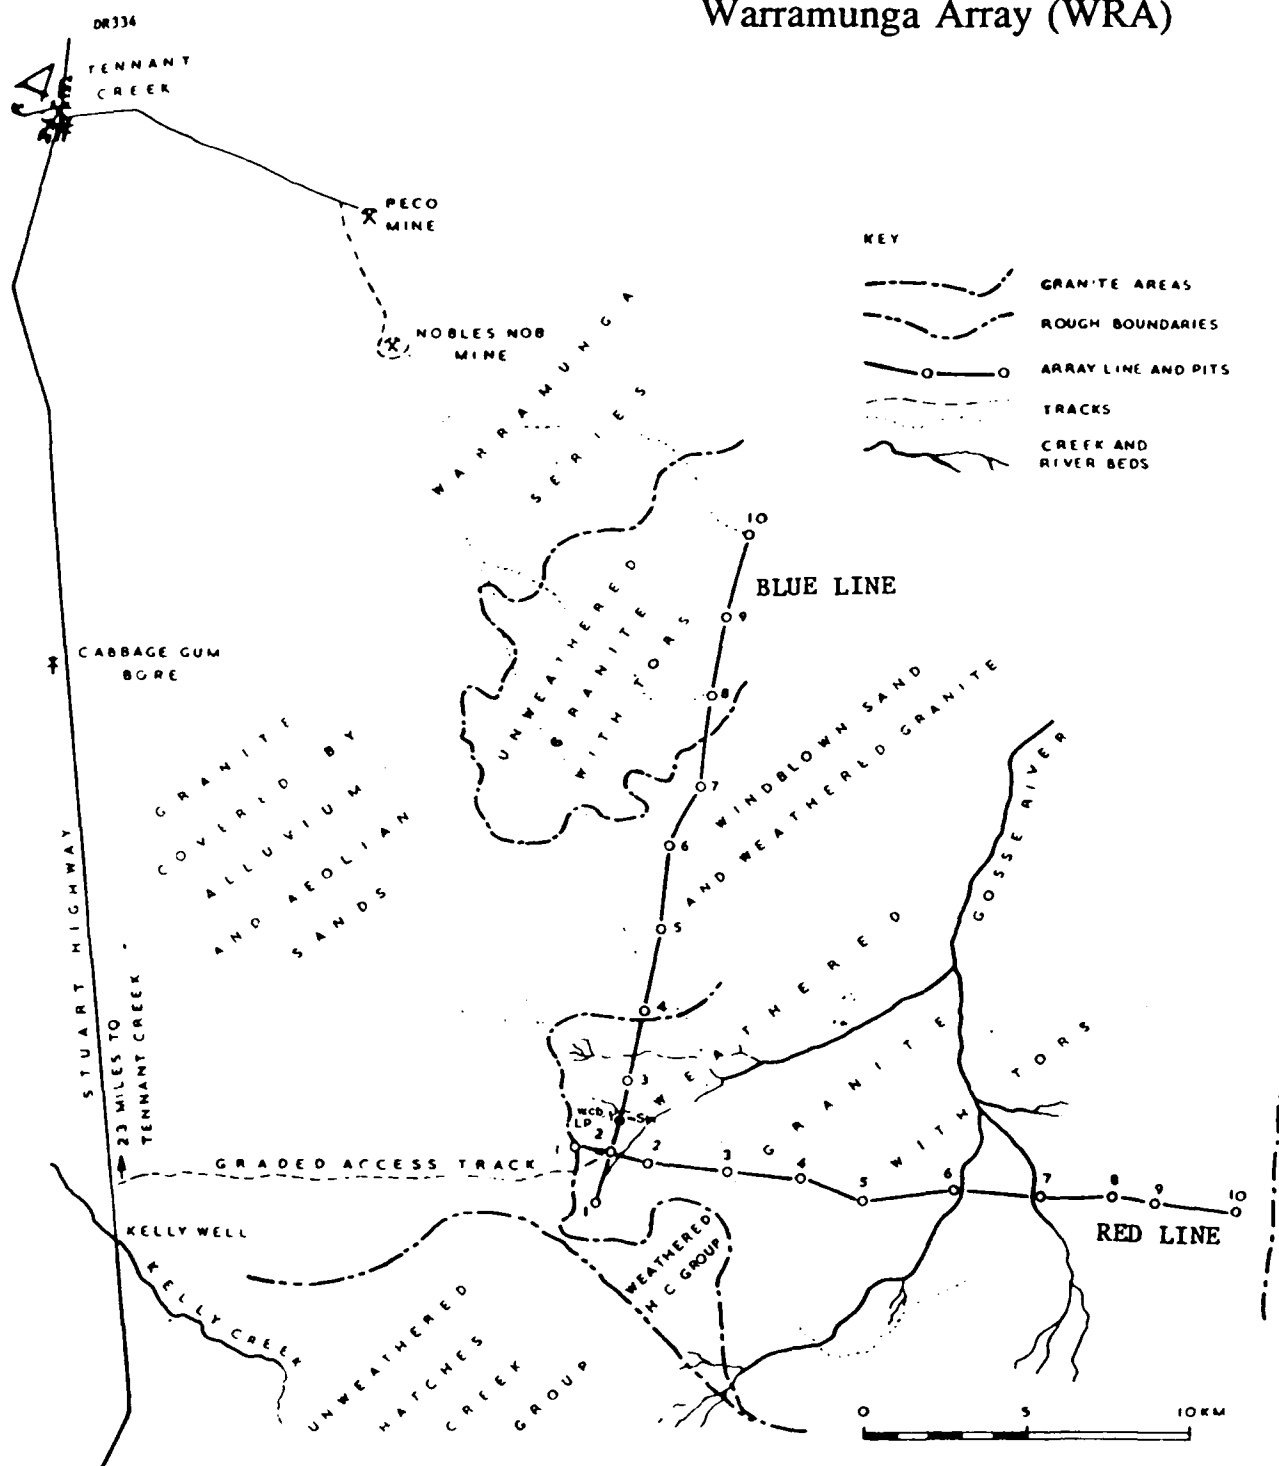 Warramunga Array (WRA)
DR334
TENNANT
CREEK
PECO
MINE
NOBLES NOB
MINE
KEY
GRANITE AREAS
ROUGH BOUNDARIES
ARRAY LINE AND PITS
TRACKS
CREEK AND
RIVER BEDS
WARRAMUNGA
SERIES
10
BLUE LINE
9
8
7
6
5
4
3
2
1
UNWEATHERED
GRANITE
WITH TORS
CABBAGE GUM
BORE
GRANITE
COVERED BY
ALLUVIUM
AND AEOLIAN
SANDS
WINDBLOWN SAND
AND WEATHERED GRANITE
GOSSE RIVER
STUART HIGHWAY
23 MILES TO
TENNANT CREEK
WEATHERED
GRANITE
WITH TORS
LP
GRADED ACCESS TRACK
1
2
3
4
5
6
7
8
9
10
RED LINE
KELLY WELL
KELLY CREEK
WEATHERED
H C GROUP
UNWEATHERED
HATCHES
CREEK
GROUP
0 5 10 KM